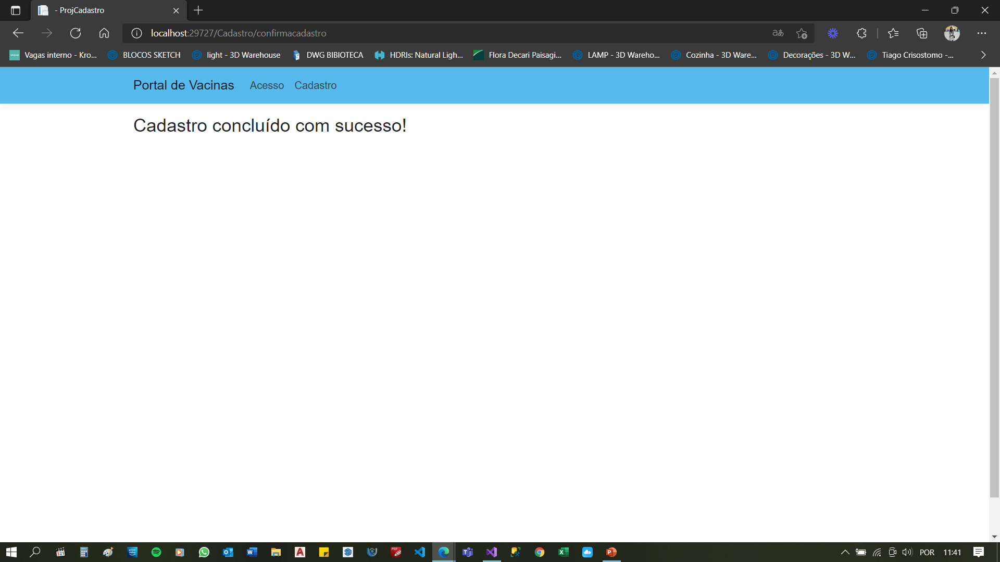 - ProjCadastro
localhost:29727/Cadastro/confirmacadastro
Vagas interno - Kro... BLOCOS SKETCH light - 3D Warehouse DWG BIBIOTECA HDRIs: Natural Ligh... Flora Decari Paisagi... LAMP - 3D Wareho... Cozinha - 3D Ware... Decorações - 3D W... Tiago Crisostomo -...
Portal de Vacinas Acesso Cadastro
Cadastro concluído com sucesso!
POR 11:41